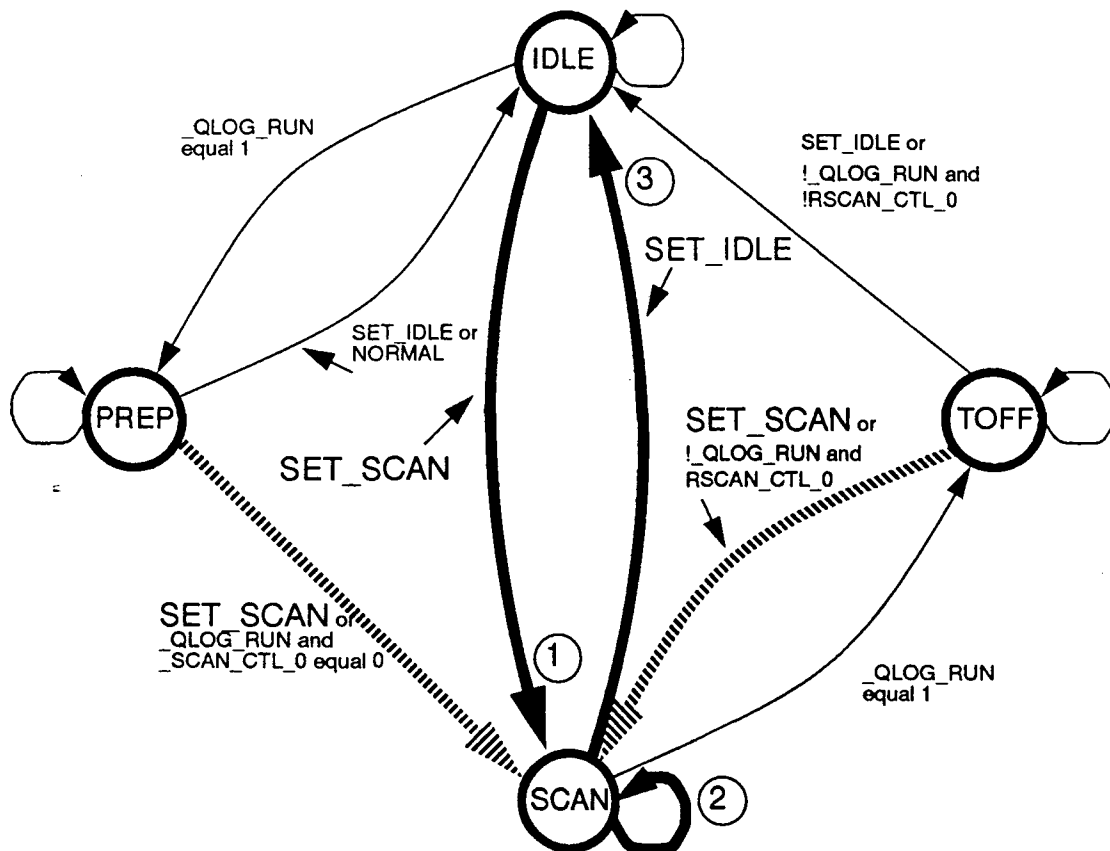 IDLE
_QLOG_RUN
equal 1
SET_IDLE or
!_QLOG_RUN and
!RSCAN_CTL_0
3
SET_IDLE
SET_IDLE or
NORMAL
PREP
TOFF
SET_SCAN or
!_QLOG_RUN and
RSCAN_CTL_0
SET_SCAN
SET_SCAN or
_QLOG_RUN and
_SCAN_CTL_0 equal 0
1
_QLOG_RUN
equal 1
SCAN
2